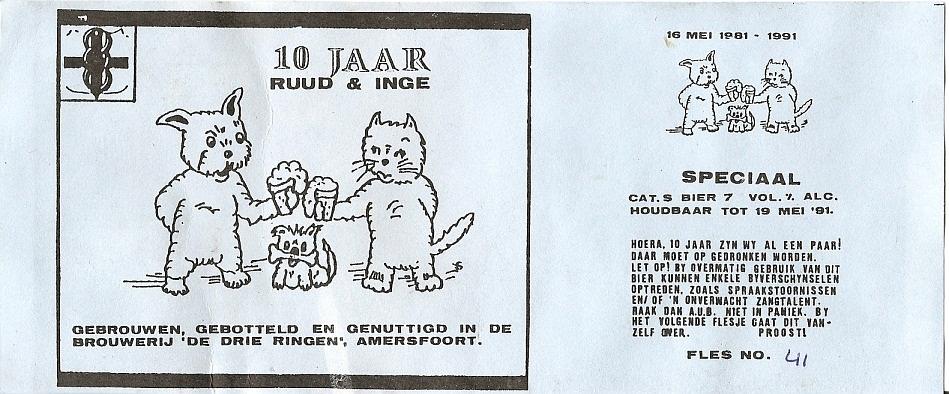 10 JAAR
RUUD & INGE
GEBROUWEN, GEBOTTELD EN GENUTTIGD IN DE
BROUWERIJ 'DE DRIE RINGEN', AMERSFOORT.
16 MEI 1981 - 1991
SPECIAAL
CAT.S BIER 7 VOL.% ALC.
HOUDBAAR TOT 19 MEI '91.
HOERA, 10 JAAR ZYN WY AL EEN PAAR!
DAAR MOET OP GEDRONKEN WORDEN.
LET OP! BY OVERMATIG GEBRUIK VAN DIT
BIER KUNNEN ENKELE BYVERSCHYNSELEN
OPTREDEN, ZOALS SPRAAKSTOORNISSEN
EN/OF 'N ONVERWACHT ZANGTALENT.
RAAK DAN A.U.B. NIET IN PANIEK. BY
HET VOLGENDE FLESJE GAAT DIT VAN-
ZELF OVER. PROOST!
FLES NO. 41